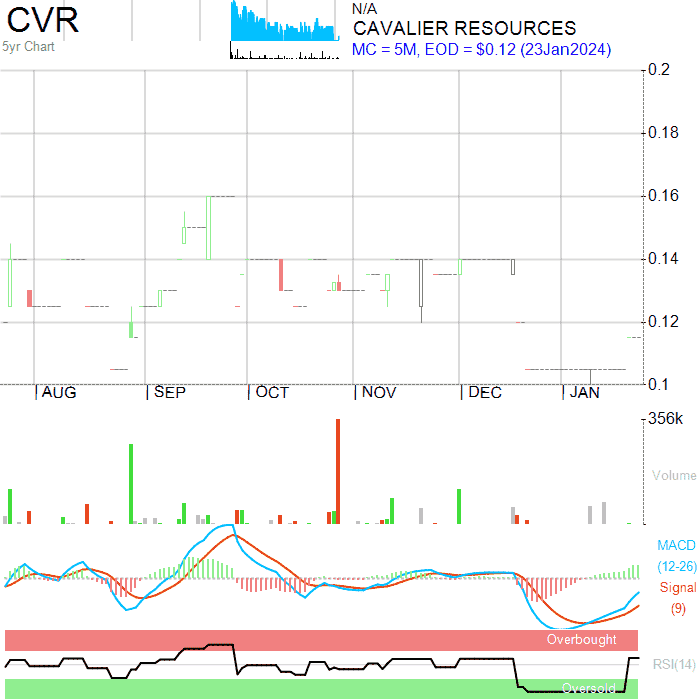 CVR
5yr Chart
N/A
CAVALIER RESOURCES
MC = 5M, EOD = $0.12 (23Jan2024)
0.2
0.18
0.16
0.14
0.12
0.1
AUG SEP OCT NOV DEC JAN
356k
Volume
MACD
(12-26)
Signal
(9)
Overbought
RSI(14)
Oversold